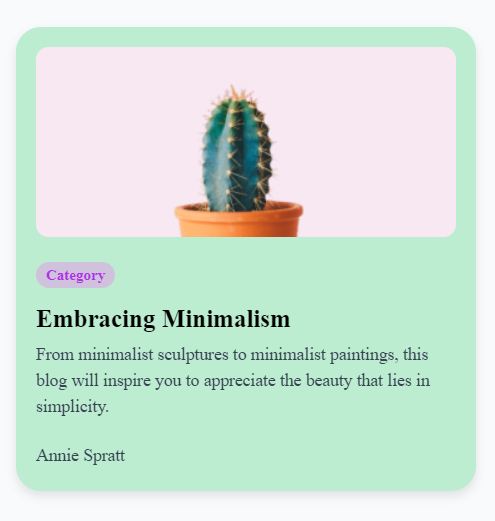 Category
Embracing Minimalism
From minimalist sculptures to minimalist paintings, this
blog will inspire you to appreciate the beauty that lies in
simplicity.
Annie Spratt